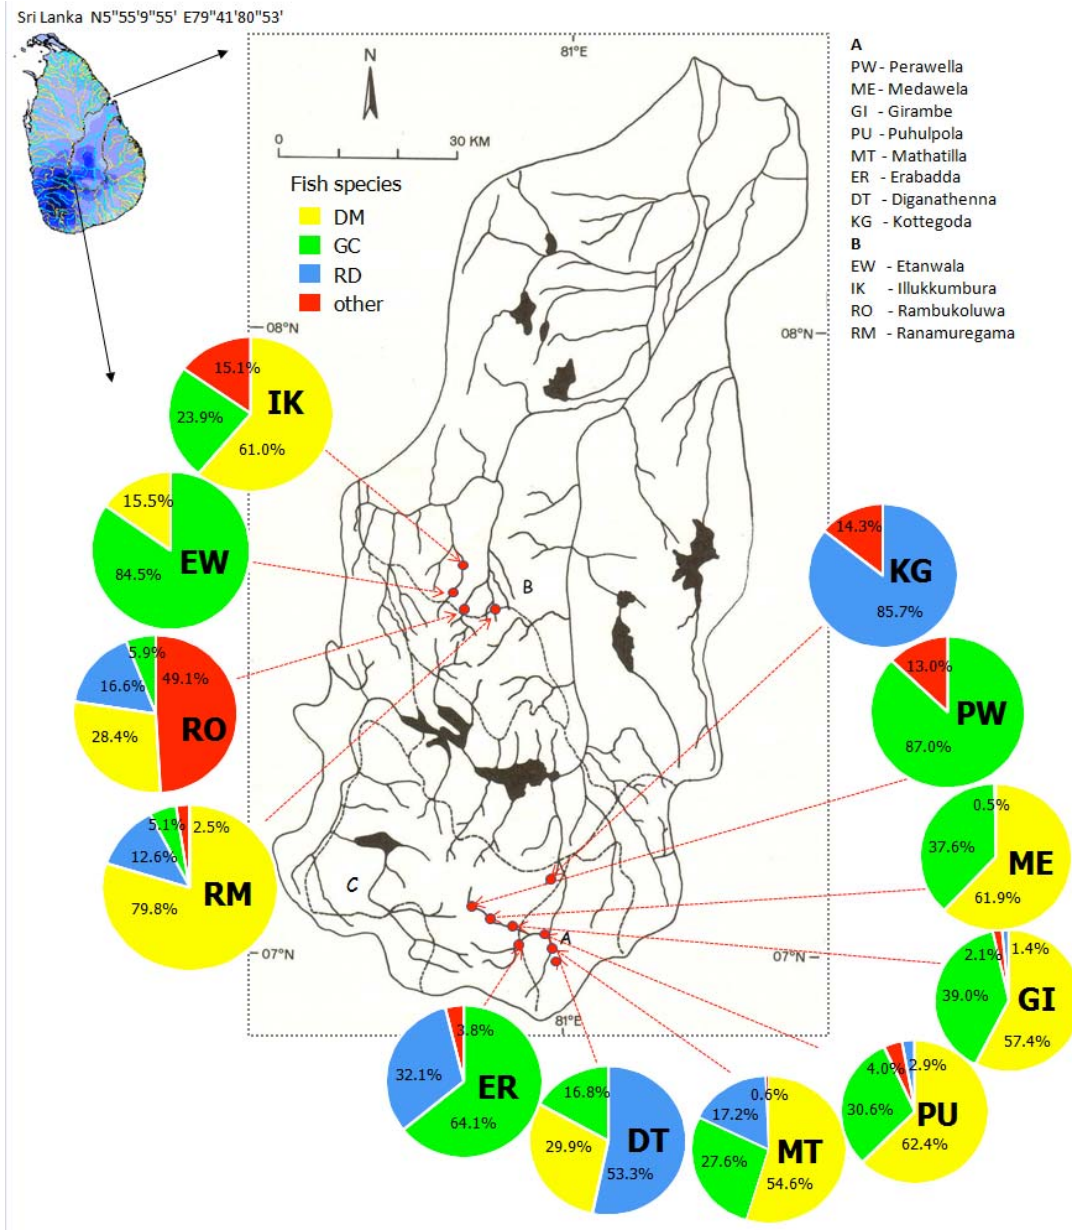 Sri Lanka N5"55'9"55' E79"41'80"53'
N
81°E
0 30 KM
Fish species
DM
GC
RD
other
08°N
08°N
A
PW - Perawella
ME - Medawela
GI - Girambe
PU - Puhulpola
MT - Mathatilla
ER - Erabadda
DT - Diganathenna
KG - Kottegoda
B
EW - Etanwala
IK - Illukkumbura
RO - Rambukoluwa
RM - Ranamuregama
15.1%
IK
23.9%
61.0%
15.5%
EW
84.5%
5.9%
49.1%
16.6%
RO
28.4%
5.1%
2.5%
12.6%
RM
79.8%
B
C
A
07°N
07°N
81°E
14.3%
KG
85.7%
13.0%
PW
87.0%
0.5%
37.6%
ME
61.9%
2.1%
1.4%
39.0%
GI
57.4%
4.0%
2.9%
30.6%
PU
62.4%
0.6%
17.2%
MT
27.6%
54.6%
16.8%
DT
29.9%
53.3%
3.8%
32.1%
ER
64.1%